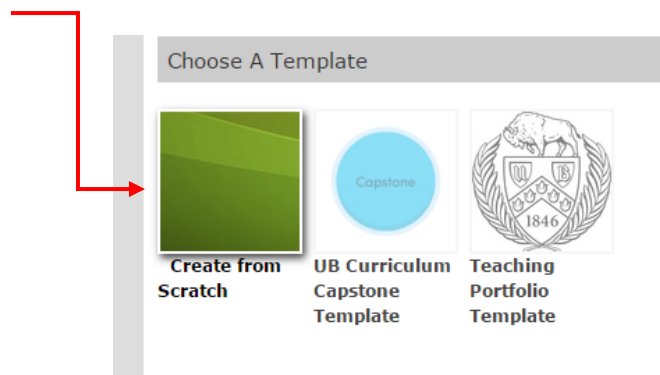 Choose A Template
Capstone
U B
1846
Create from
Scratch
UB Curriculum
Capstone
Template
Teaching
Portfolio
Template